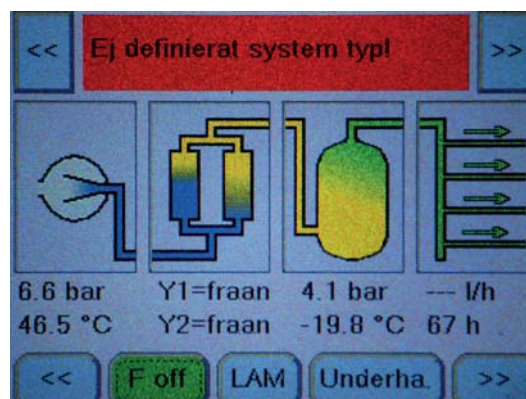 << Ej definierat system typ! >>
6.6 bar Y1=fraan 4.1 bar --- l/h
46.5 °C Y2=fraan -19.8 °C 67 h
<< F off LAM Underha. >>